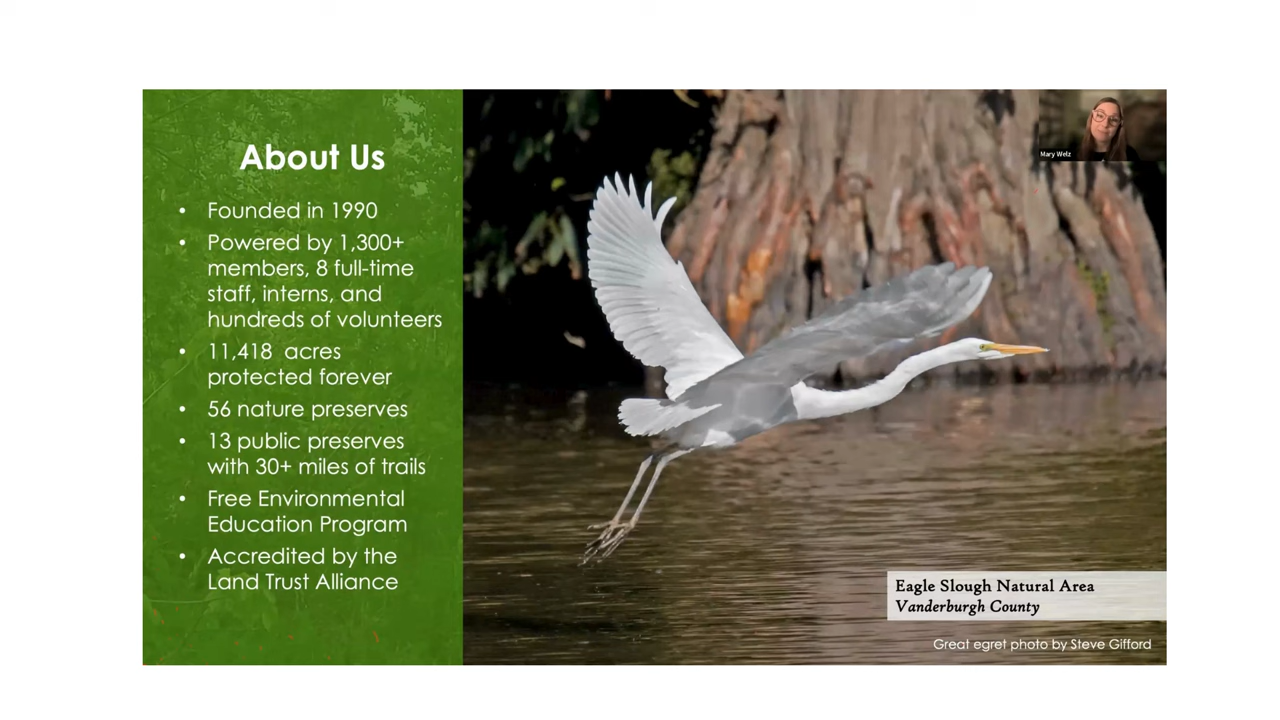 About Us
• Founded in 1990
• Powered by 1,300+
members, 8 full-time
staff, interns, and
hundreds of volunteers
• 11,418 acres
protected forever
• 56 nature preserves
• 13 public preserves
with 30+ miles of trails
• Free Environmental
Education Program
• Accredited by the
Land Trust Alliance
Mary Welz
Eagle Slough Natural Area
Vanderburgh County
Great egret photo by Steve Gifford